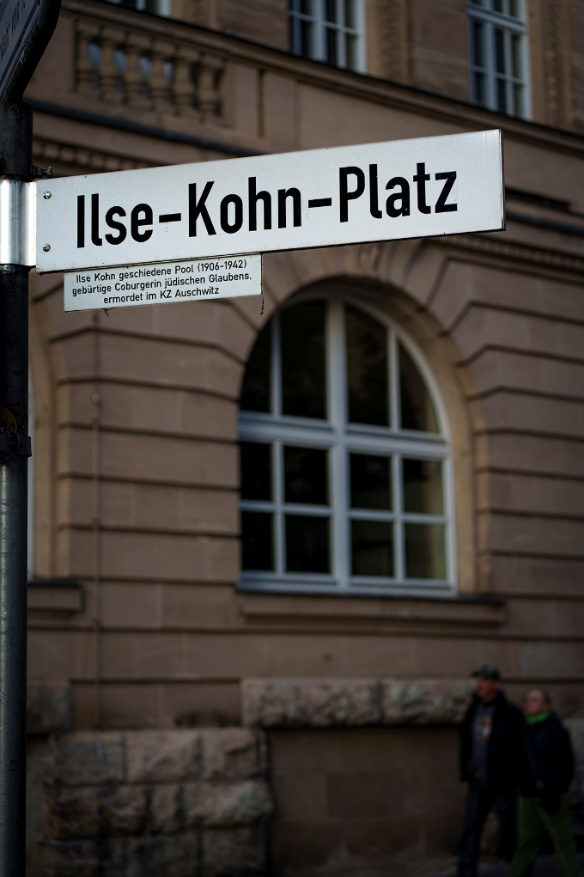 Ilse-Kohn-Platz
Ilse Kohn geschiedene Pool (1906-1942)
gebürtige Coburgerin jüdischen Glaubens,
ermordet im KZ Auschwitz